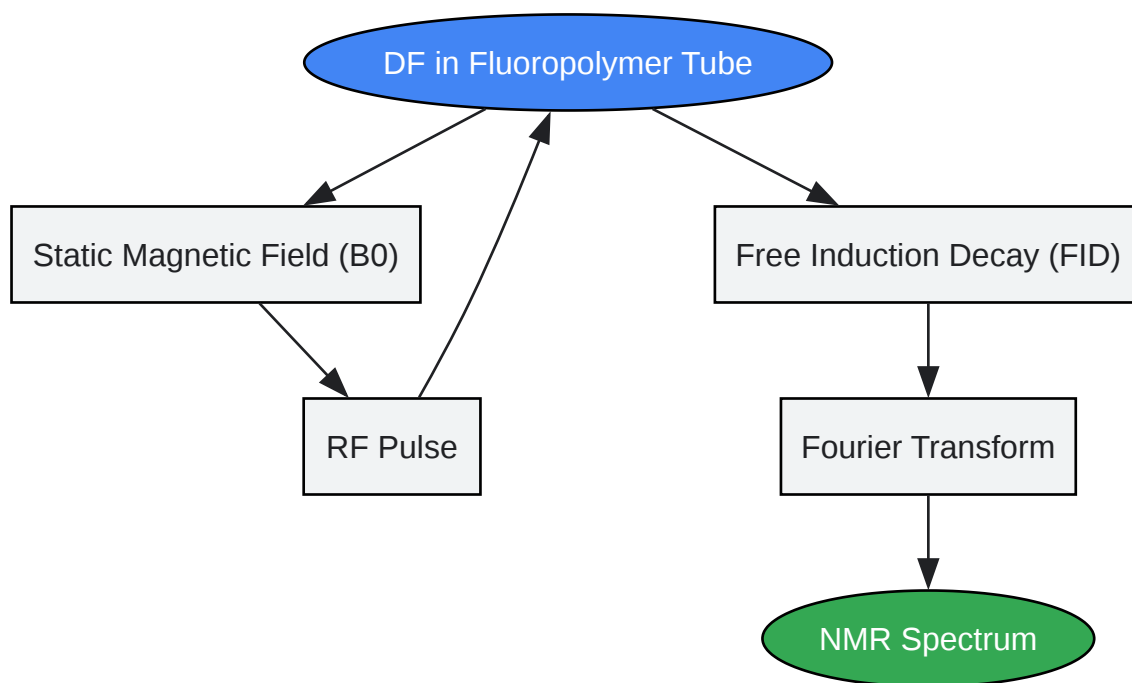 DF in Fluoropolymer Tube
Static Magnetic Field (B0)
Free Induction Decay (FID)
RF Pulse
Fourier Transform
NMR Spectrum